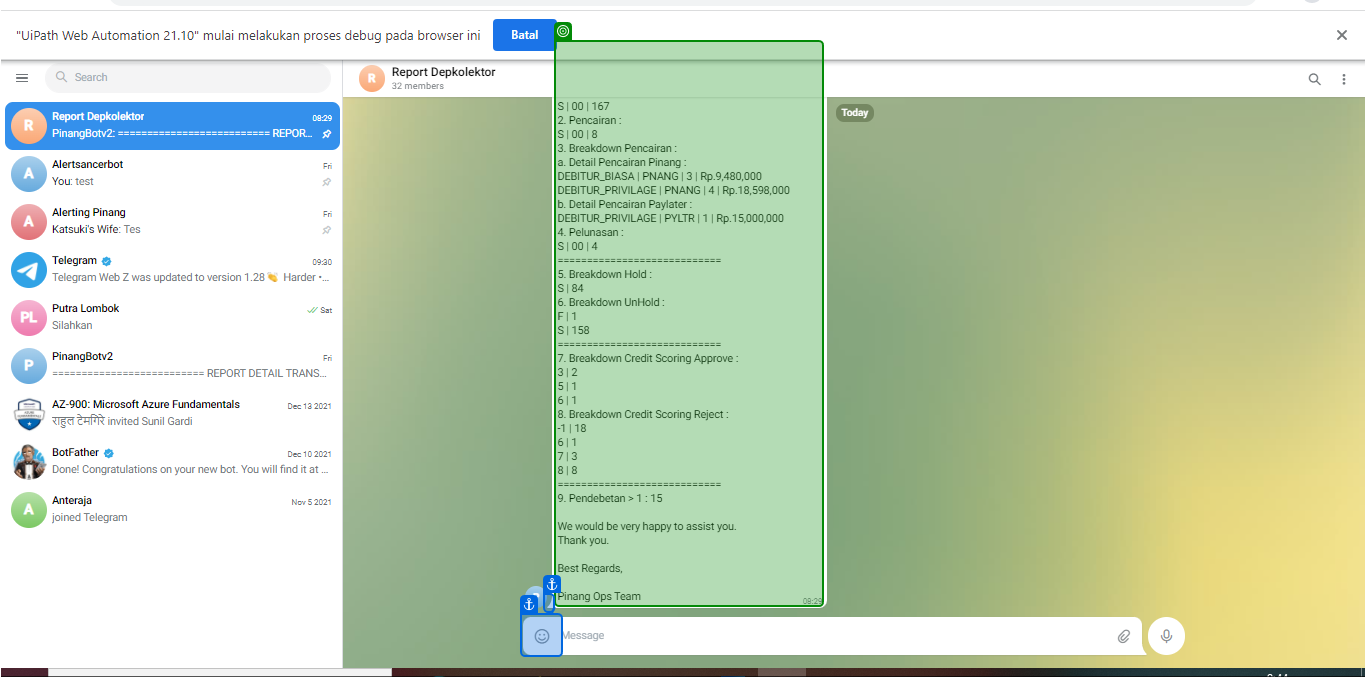 "UiPath Web Automation 21.10" mulai melakukan proses debug pada browser ini
Batal
Search
Report Depkolektor
08:29
PinangBotv2: ========================== REPOR...
Alertsancerbot
Fri
You: test
Alerting Pinang
Fri
Katsuki's Wife: Tes
Telegram
09:30
Telegram Web Z was updated to version 1.28 👏 Harder •...
Putra Lombok
Sat
Silahkan
PinangBotv2
Fri
========================== REPORT DETAIL TRANS...
AZ-900: Microsoft Azure Fundamentals
Dec 13 2021
राहुल टेमगिरे invited Sunil Gardi
BotFather
Dec 10 2021
Done! Congratulations on your new bot. You will find it at ...
Anteraja
Nov 5 2021
joined Telegram
R
A
A
PL
P
A
R
Report Depkolektor
32 members
Today
S | 00 | 167
2. Pencairan :
S | 00 | 8
3. Breakdown Pencairan :
a. Detail Pencairan Pinang :
DEBITUR_BIASA | PNANG | 3 | Rp.9,480,000
DEBITUR_PRIVILAGE | PNANG | 4 | Rp.18,598,000
b. Detail Pencairan Paylater :
DEBITUR_PRIVILAGE | PYLTR | 1 | Rp.15,000,000
4. Pelunasan :
S | 00 | 4
============================
5. Breakdown Hold :
S | 84
6. Breakdown UnHold :
F | 1
S | 158
============================
7. Breakdown Credit Scoring Approve :
3 | 2
5 | 1
6 | 1
8. Breakdown Credit Scoring Reject :
-1 | 18
6 | 1
7 | 3
8 | 8
============================
9. Pendebetan > 1 : 15
We would be very happy to assist you.
Thank you.
Best Regards,
Pinang Ops Team
08:29
Message